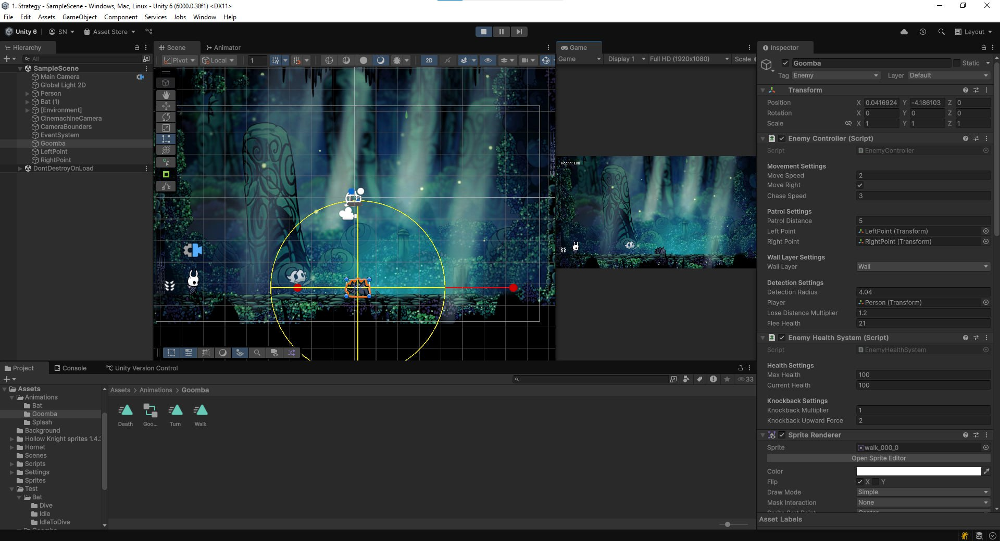 1. Strategy - SampleScene - Windows, Mac, Linux - Unity 6 (6000.0.38f1) <DX11>
File Edit Assets GameObject Component Services Jobs Window Help
Unity 6 SN Asset Store Layout
Hierarchy
All
SampleScene
Main Camera
Global Light 2D
Person
Bat (1)
[Environment]
CinemachineCamera
CameraBounders
EventSystem
Goomba
LeftPoint
RightPoint
DontDestroyOnLoad
Scene Animator
Pivot Local 1 2D
Game
Game Display 1 Full HD (1920x1080) Scale
Health: 100
Inspector
Goomba Static
Tag Enemy Layer Default
Transform
Position X 0.0416924 Y -4.186103 Z 0
Rotation X 0 Y 0 Z 0
Scale X 1 Y 1 Z 1
Enemy Controller (Script)
Script EnemyController
Movement Settings
Move Speed 2
Move Right
Chase Speed 3
Patrol Settings
Patrol Distance 5
Left Point LeftPoint (Transform)
Right Point RightPoint (Transform)
Wall Layer Settings
Wall Layer Wall
Detection Settings
Detection Radius 4.04
Player Person (Transform)
Lose Distance Multiplier 1.2
Flee Health 21
Enemy Health System (Script)
Script EnemyHealthSystem
Health Settings
Max Health 100
Current Health 100
Knockback Settings
Knockback Multiplier 1
Knockback Upward Force 2
Sprite Renderer
Sprite walk_000_0
Open Sprite Editor
Color
Flip X Y
Draw Mode Simple
Mask Interaction None
Sprite Sort Point Center
Asset Labels
Project Console Unity Version Control
33
Assets
Animations
Bat
Goomba
Splash
Background
Hollow Knight sprites 1.4.
Hornet
Scenes
Scripts
Settings
Sprites
Test
Bat
Dive
Idle
IdleToDive
Goomba
Assets > Animations > Goomba
Death Goo... Turn Walk